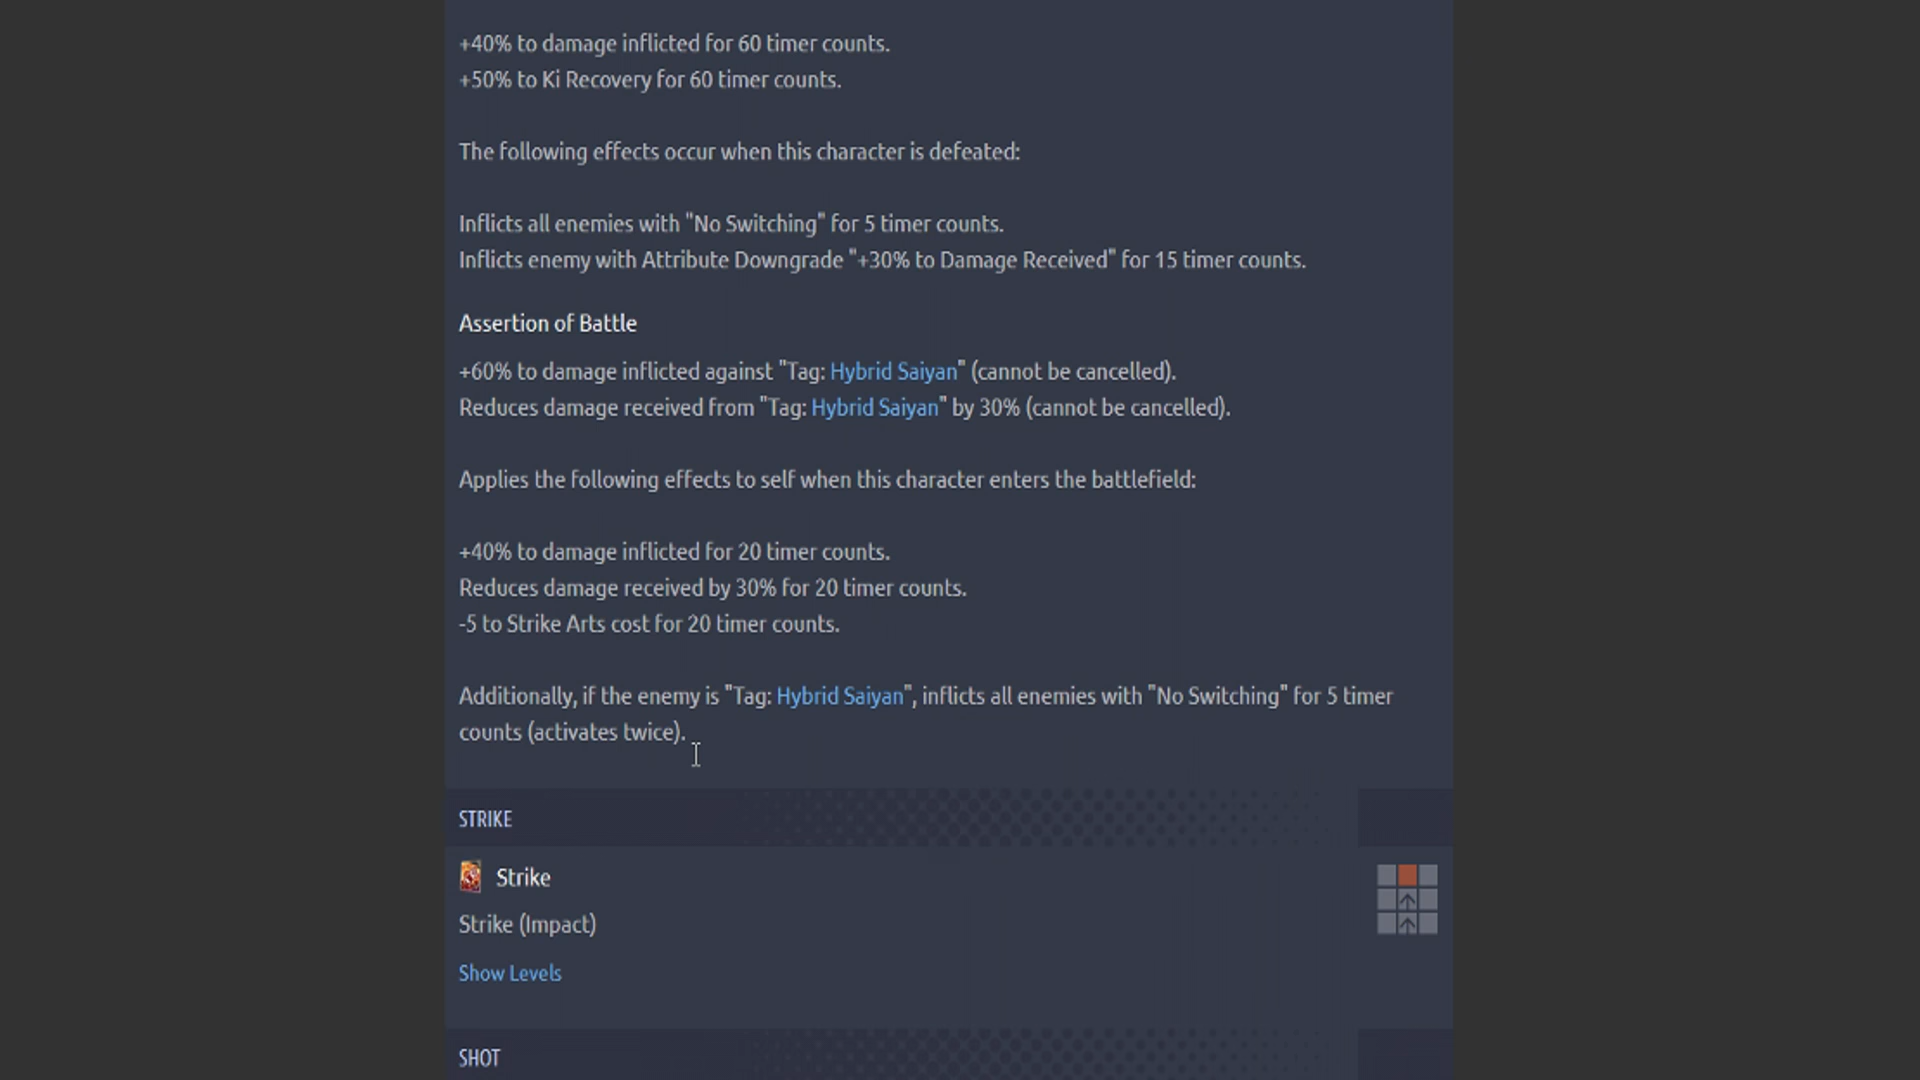 +40% to damage inflicted for 60 timer counts.
+50% to Ki Recovery for 60 timer counts.
The following effects occur when this character is defeated:
Inflicts all enemies with "No Switching" for 5 timer counts.
Inflicts enemy with Attribute Downgrade "+30% to Damage Received" for 15 timer counts.
Assertion of Battle
+60% to damage inflicted against "Tag: Hybrid Saiyan" (cannot be cancelled).
Reduces damage received from "Tag: Hybrid Saiyan" by 30% (cannot be cancelled).
Applies the following effects to self when this character enters the battlefield:
+40% to damage inflicted for 20 timer counts.
Reduces damage received by 30% for 20 timer counts.
-5 to Strike Arts cost for 20 timer counts.
Additionally, if the enemy is "Tag: Hybrid Saiyan", inflicts all enemies with "No Switching" for 5 timer
counts (activates twice).
STRIKE
Strike
Strike (Impact)
Show Levels
SHOT